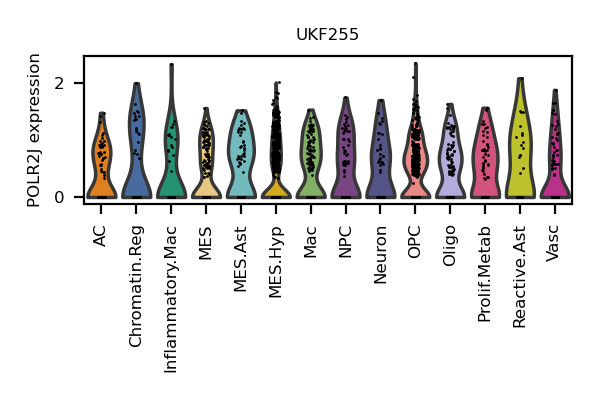 UKF255
POLR2J expression
2
0
AC
Chromatin.Reg
Inflammatory.Mac
MES
MES.Ast
MES.Hyp
Mac
NPC
Neuron
OPC
Oligo
Prolif.Metab
Reactive.Ast
Vasc